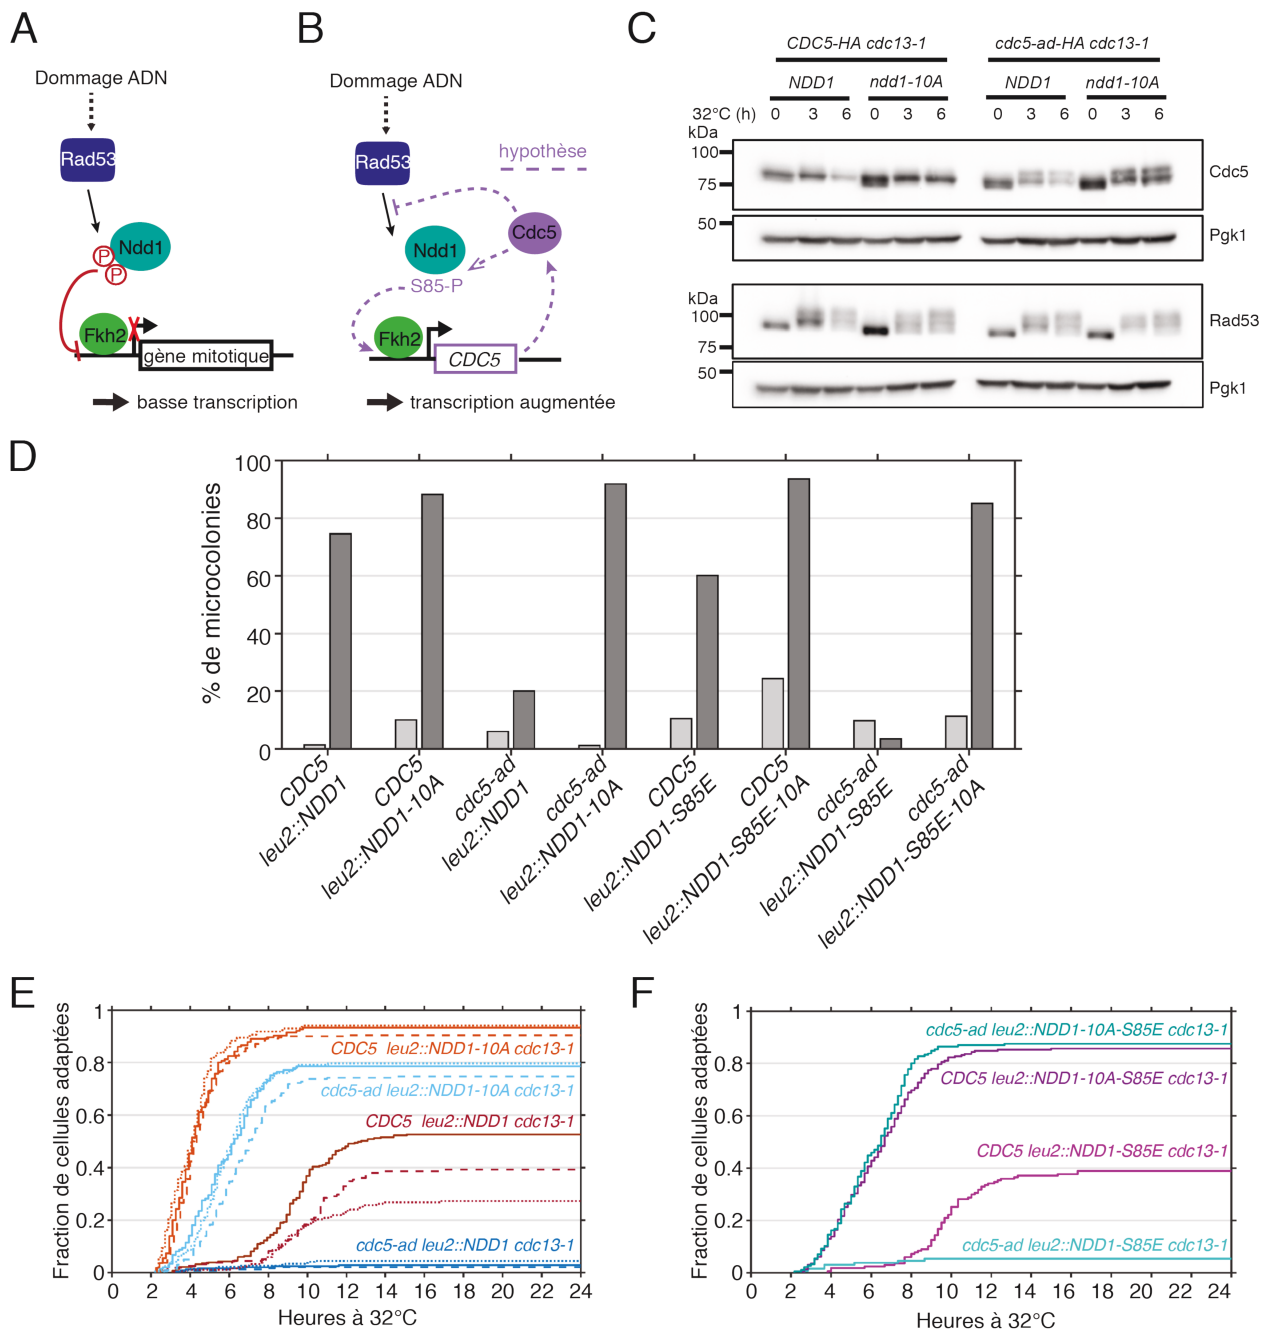 A
Dommage ADN
Rad53
Ndd1
P
P
Fkh2
gène mitotique
basse transcription
B
Dommage ADN
Rad53
hypothèse
Cdc5
Ndd1
S85-P
Fkh2
CDC5
transcription augmentée
C
CDC5-HA cdc13-1 cdc5-ad-HA cdc13-1
NDD1 ndd1-10A NDD1 ndd1-10A
32°C (h) 0 3 6 0 3 6 0 3 6 0 3 6
kDa
100
75
Cdc5
50
Pgk1
kDa
100
75
Rad53
50
Pgk1
D
% de microcolonies
100
80
60
40
20
0
CDC5
leu2::NDD1
CDC5
leu2::NDD1-10A
cdc5-ad
leu2::NDD1
cdc5-ad
leu2::NDD1-10A
CDC5
leu2::NDD1-S85E
CDC5
leu2::NDD1-S85E-10A
cdc5-ad
leu2::NDD1-S85E
cdc5-ad
leu2::NDD1-S85E-10A
E
Fraction de cellules adaptées
1
0.8
0.6
0.4
0.2
0
CDC5 leu2::NDD1-10A cdc13-1
cdc5-ad leu2::NDD1-10A cdc13-1
CDC5 leu2::NDD1 cdc13-1
cdc5-ad leu2::NDD1 cdc13-1
0 2 4 6 8 10 12 14 16 18 20 22 24
Heures à 32°C
F
Fraction de cellules adaptées
1
0.8
0.6
0.4
0.2
0
cdc5-ad leu2::NDD1-10A-S85E cdc13-1
CDC5 leu2::NDD1-10A-S85E cdc13-1
CDC5 leu2::NDD1-S85E cdc13-1
cdc5-ad leu2::NDD1-S85E cdc13-1
0 2 4 6 8 10 12 14 16 18 20 22 24
Heures à 32°C